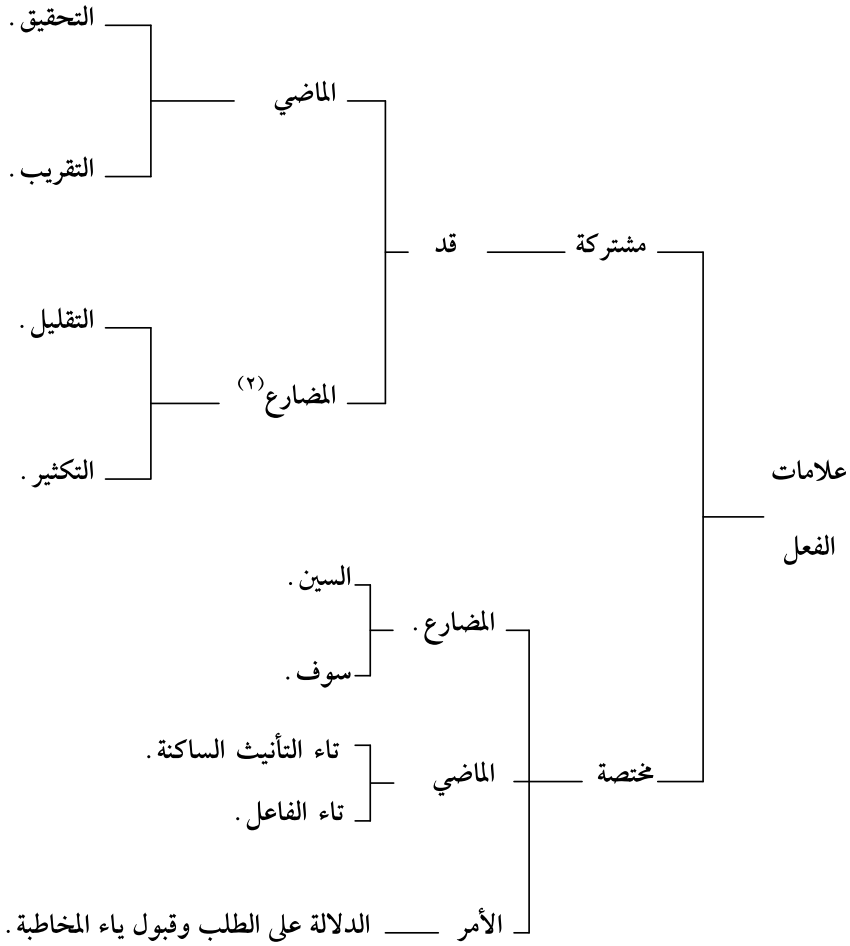 علامات
الفعل
مشتركة
قد
الماضي
التحقيق .
التقريب .
المضارع(٢)
التقليل .
التكثير .
مختصة
المضارع .
السين .
سوف .
الماضي
تاء التأنيث الساكنة .
تاء الفاعل .
الأمر
الدلالة على الطلب وقبول ياء المخاطبة .